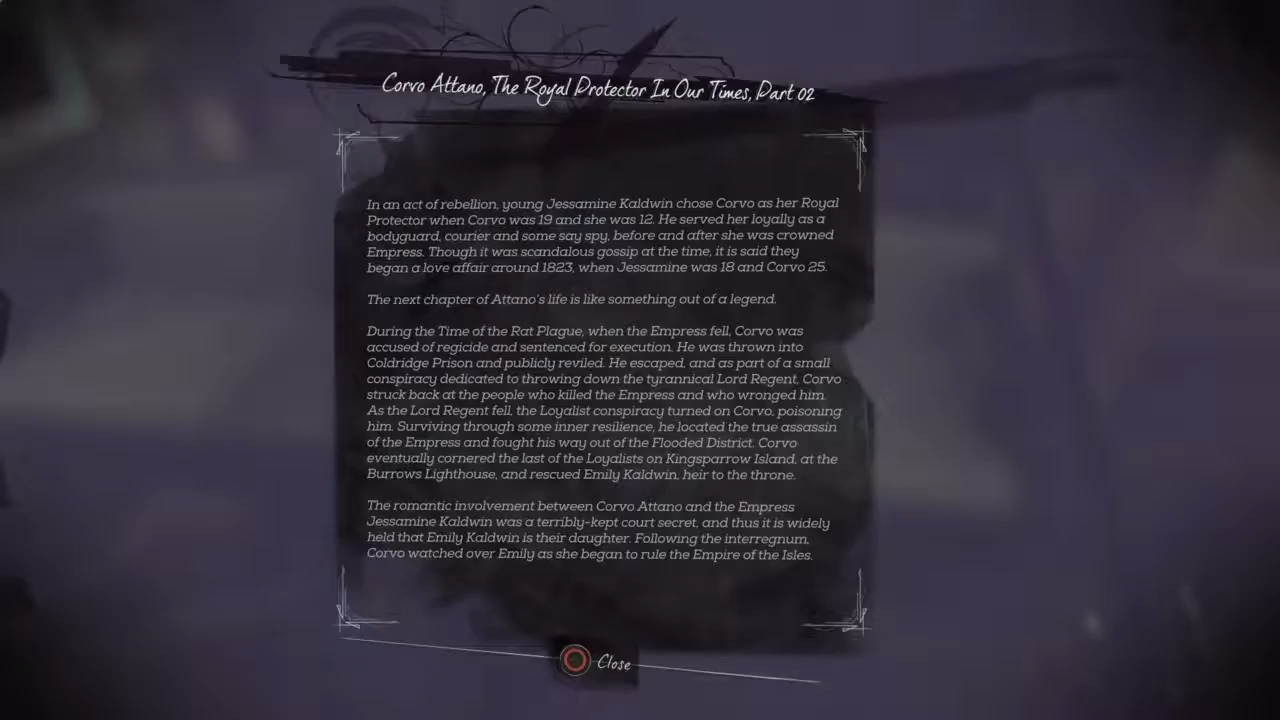 Corvo Attano, The Royal Protector In Our Times, Part 02
In an act of rebellion, young Jessamine Kaldwin chose Corvo as her Royal
Protector when Corvo was 19 and she was 12. He served her loyally as a
bodyguard, courier and some say spy, before and after she was crowned
Empress. Though it was scandalous gossip at the time, it is said they
began a love affair around 1823, when Jessamine was 18 and Corvo 25.
The next chapter of Attano's life is like something out of a legend.
During the Time of the Rat Plague, when the Empress fell, Corvo was
accused of regicide and sentenced for execution. He was thrown into
Coldridge Prison and publicly reviled. He escaped, and as part of a small
conspiracy dedicated to throwing down the tyrannical Lord Regent, Corvo
struck back at the people who killed the Empress and who wronged him.
As the Lord Regent fell, the Loyalist conspiracy turned on Corvo, poisoning
him. Surviving through some inner resilience, he located the true assassin
of the Empress and fought his way out of the Flooded District. Corvo
eventually cornered the last of the Loyalists on Kingsparrow Island, at the
Burrows Lighthouse, and rescued Emily Kaldwin, heir to the throne.
The romantic involvement between Corvo Attano and the Empress
Jessamine Kaldwin was a terribly-kept court secret, and thus it is widely
held that Emily Kaldwin is their daughter. Following the interregnum,
Corvo watched over Emily as she began to rule the Empire of the Isles.
Close